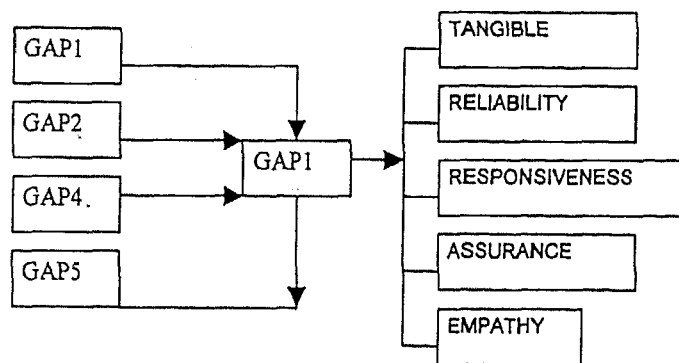 GAP1
GAP2
GAP4.
GAP5
GAP1
TANGIBLE
RELIABILITY
RESPONSIVENESS
ASSURANCE
EMPATHY